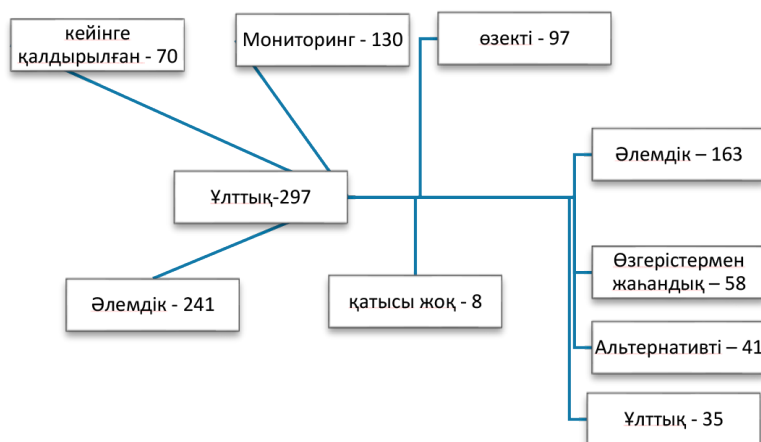 кейінге
қалдырылған - 70
Мониторинг - 130
өзекті - 97
Әлемдік – 163
Ұлттық-297
Өзгерістермен
жаһандық – 58
Әлемдік - 241
қатысы жоқ - 8
Альтернативті – 41
Ұлттық - 35